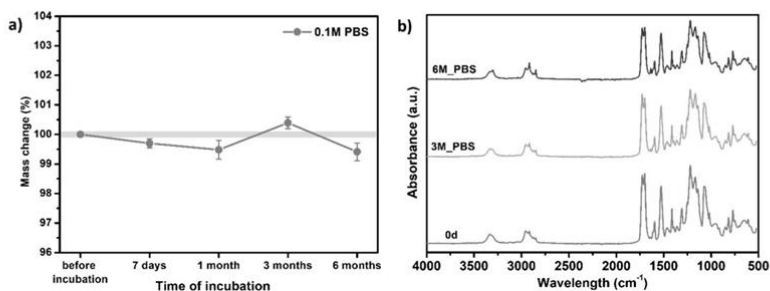 a)
104
103
102
101
100
99
98
97
96
Mass change (%)
0.1M PBS
before
incubation
7 days
1 month
3 months
6 months
Time of incubation
b)
Absorbance (a.u.)
6M_PBS
3M_PBS
0d
4000
3500
3000
2500
2000
1500
1000
500
Wavelength (cm⁻¹)